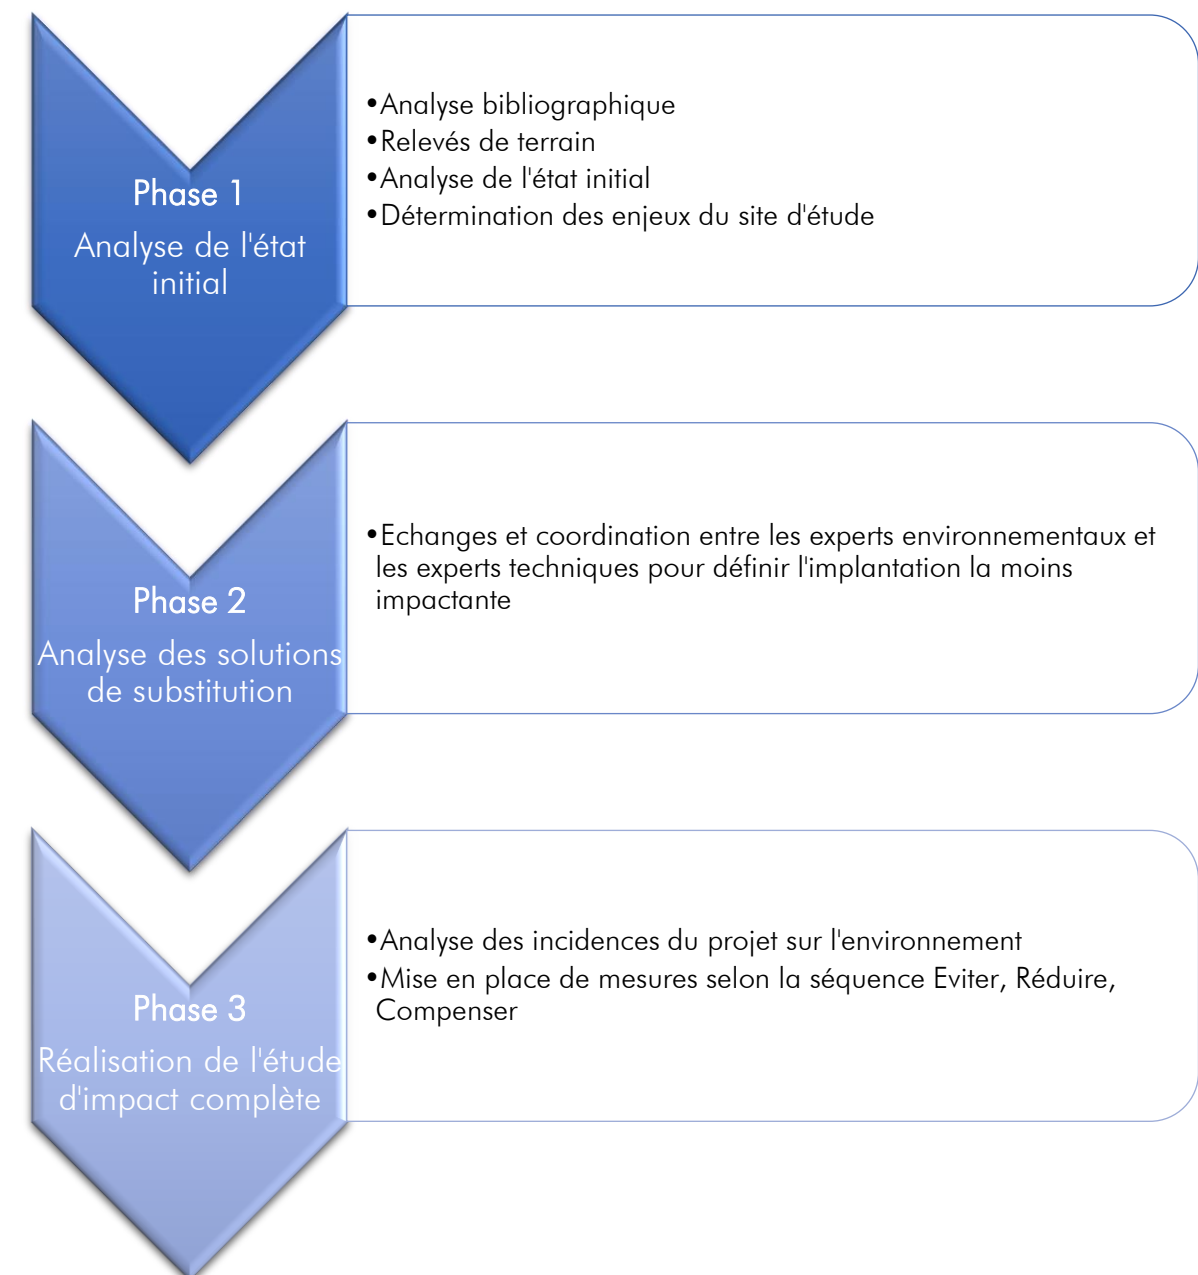 Phase 1
Analyse de l'état
initial
•Analyse bibliographique
•Relevés de terrain
•Analyse de l'état initial
•Détermination des enjeux du site d'étude
Phase 2
Analyse des solutions
de substitution
•Echanges et coordination entre les experts environnementaux et
les experts techniques pour définir l'implantation la moins
impactante
Phase 3
Réalisation de l'étude
d'impact complète
•Analyse des incidences du projet sur l'environnement
•Mise en place de mesures selon la séquence Eviter, Réduire,
Compenser